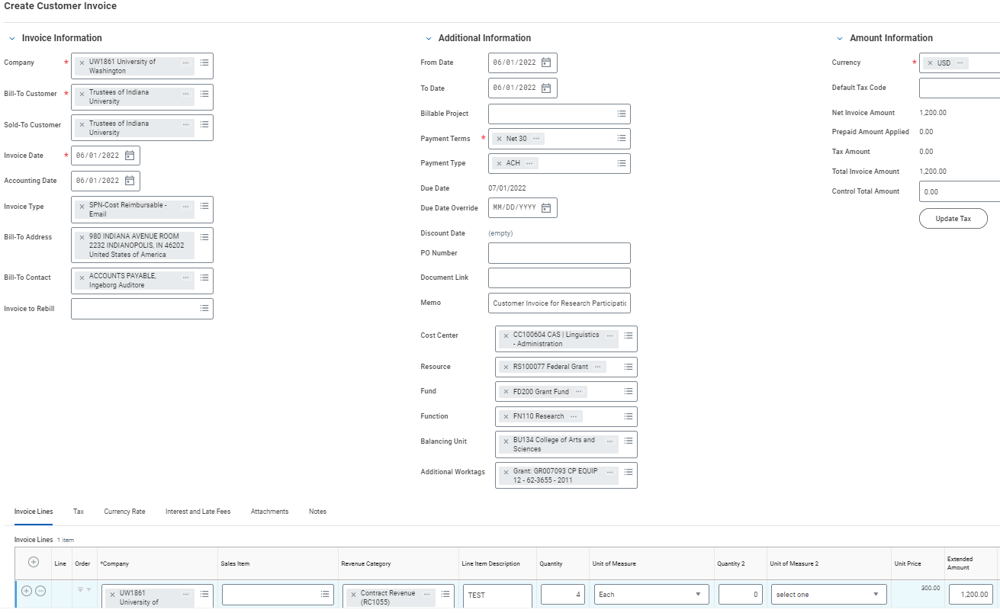 Create Customer Invoice
Invoice Information
Company *
UW1861 University of
Washington
Bill-To Customer *
Trustees of Indiana
University
Sold-To Customer
Trustees of Indiana
University
Invoice Date *
06/01/2022
Accounting Date
06/01/2022
Invoice Type
SPN-Cost Reimbursable -
Email
Bill-To Address
980 INDIANA AVENUE ROOM
2232 INDIANOPOLIS, IN 46202
United States of America
Bill-To Contact
ACCOUNTS PAYABLE,
Ingeborg Auditore
Invoice to Rebill
Additional Information
From Date
06/01/2022
To Date
06/01/2022
Billable Project
Payment Terms *
Net 30
Payment Type
ACH
Due Date
07/01/2022
Due Date Override
MM/DD/YYYY
Discount Date
(empty)
PO Number
Document Link
Memo
Customer Invoice for Research Participatic
Cost Center
CC100604 CAS | Linguistics
- Administration
Resource
RS100077 Federal Grant
Fund
FD200 Grant Fund
Function
FN110 Research
Balancing Unit
BU134 College of Arts and
Sciences
Additional Worktags
Grant: GR007093 CP EQUIP
12 - 62-3655 - 2011
Amount Information
Currency *
USD
Default Tax Code
Net Invoice Amount
1,200.00
Prepaid Amount Applied
0.00
Tax Amount
0.00
Total Invoice Amount
1,200.00
Control Total Amount
0.00
Update Tax
Invoice Lines Tax Currency Rate Interest and Late Fees Attachments Notes
Invoice Lines 1 item
Line Order *Company Sales Item Revenue Category Line Item Description Quantity Unit of Measure Quantity 2 Unit of Measure 2 Unit Price Extended
Amount
UW1861
University of
Contract Revenue
(RC1055)
TEST
4
Each
0
select one
300.00
1,200.00